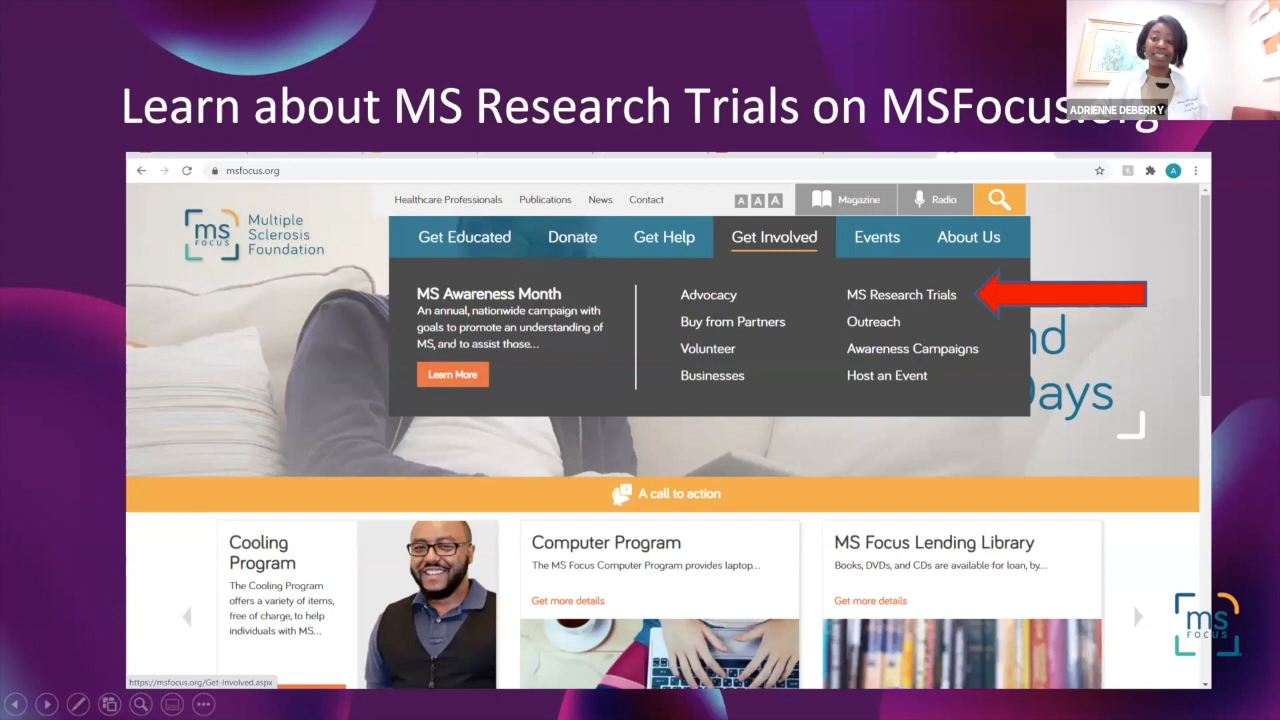 Learn about MS Research Trials on MSFocus.org
ADRIENNE DEBERRY
msfocus.org
A
Healthcare Professionals Publications News Contact A A A Magazine Radio
ms FOCUS
Multiple Sclerosis Foundation
Get Educated Donate Get Help Get Involved Events About Us
MS Awareness Month
An annual, nationwide campaign with
goals to promote an understanding of
MS, and to assist those...
Learn More
Advocacy
Buy from Partners
Volunteer
Businesses
MS Research Trials
Outreach
Awareness Campaigns
Host an Event
nd
Days
A call to action
Cooling
Program
The Cooling Program
offers a variety of items,
free of charge, to help
individuals with MS...
Computer Program
The MS Focus Computer Program provides laptop...
Get more details
MS Focus Lending Library
Books, DVDs, and CDs are available for loan, by...
Get more details
ms
FOCUS
https://msfocus.org/Get-Involved.aspx